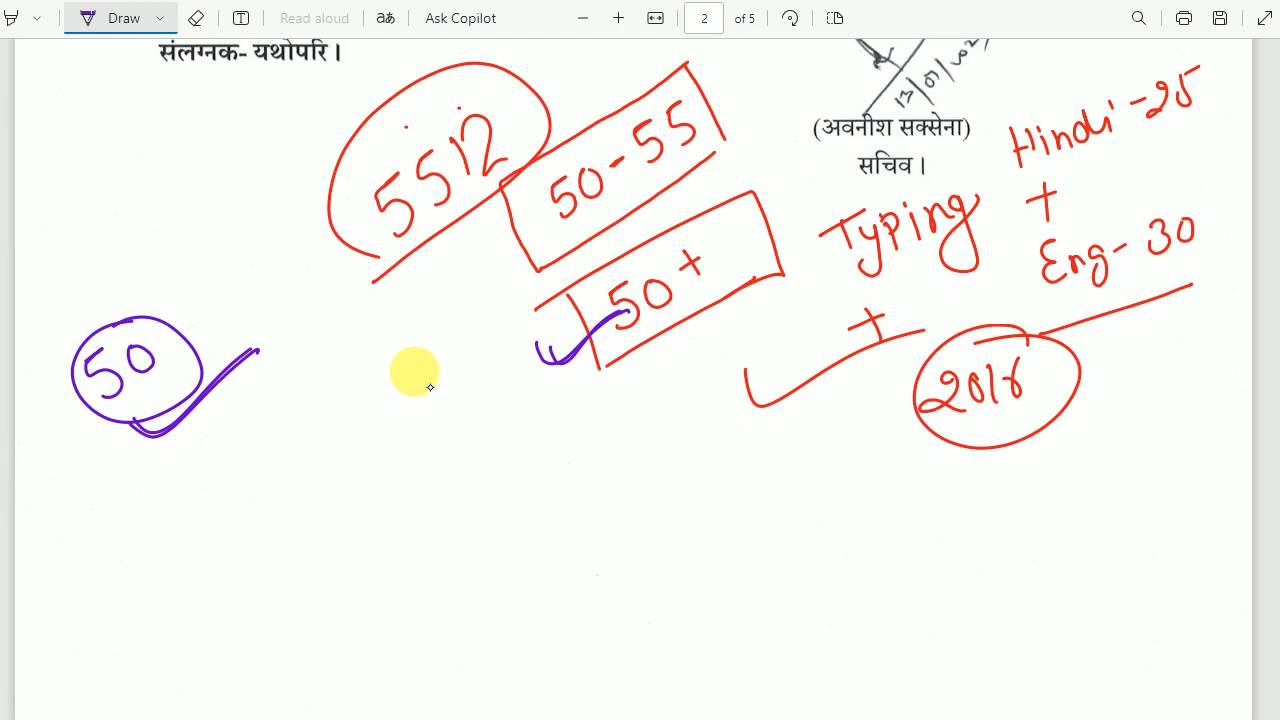 Draw
Read aloud
Ask Copilot
2 of 5
संलग्नक- यथोपरि।
(अवनीश सक्सेना)
सचिव।
5512
50-55
50+
Typing
+
Hindi-25
+
Eng-30
50